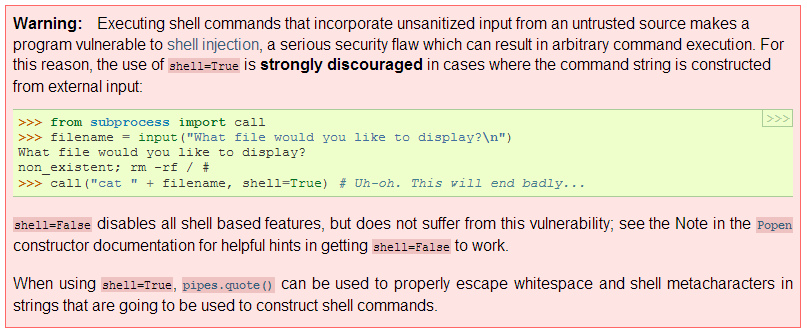 Warning: Executing shell commands that incorporate unsanitized input from an untrusted source makes a
program vulnerable to shell injection, a serious security flaw which can result in arbitrary command execution. For
this reason, the use of shell=True is strongly discouraged in cases where the command string is constructed
from external input:
>>>
>>> from subprocess import call
>>> filename = input("What file would you like to display?\n")
What file would you like to display?
non_existent; rm -rf / #
>>> call("cat " + filename, shell=True) # Uh-oh. This will end badly...
shell=False disables all shell based features, but does not suffer from this vulnerability; see the Note in the Popen
constructor documentation for helpful hints in getting shell=False to work.
When using shell=True, pipes.quote() can be used to properly escape whitespace and shell metacharacters in
strings that are going to be used to construct shell commands.